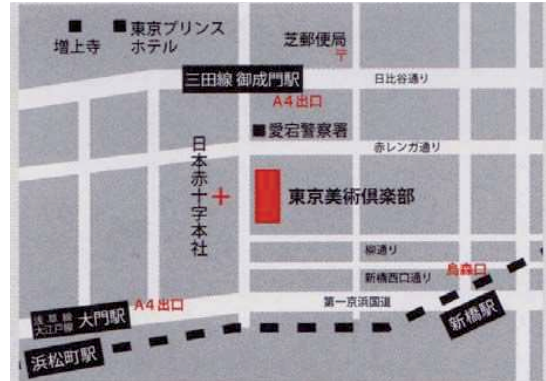 増上寺
東京プリンス
ホテル
芝郵便局
〒
三田線 御成門駅
日比谷通り
A4出口
愛宕警察署
赤レンガ通り
日本赤十字本社
東京美術倶楽部
柳通り
新橋西口通り
烏森口
第一京浜国道
浅草線
大江戸線
大門駅
A4出口
新橋駅
浜松町駅